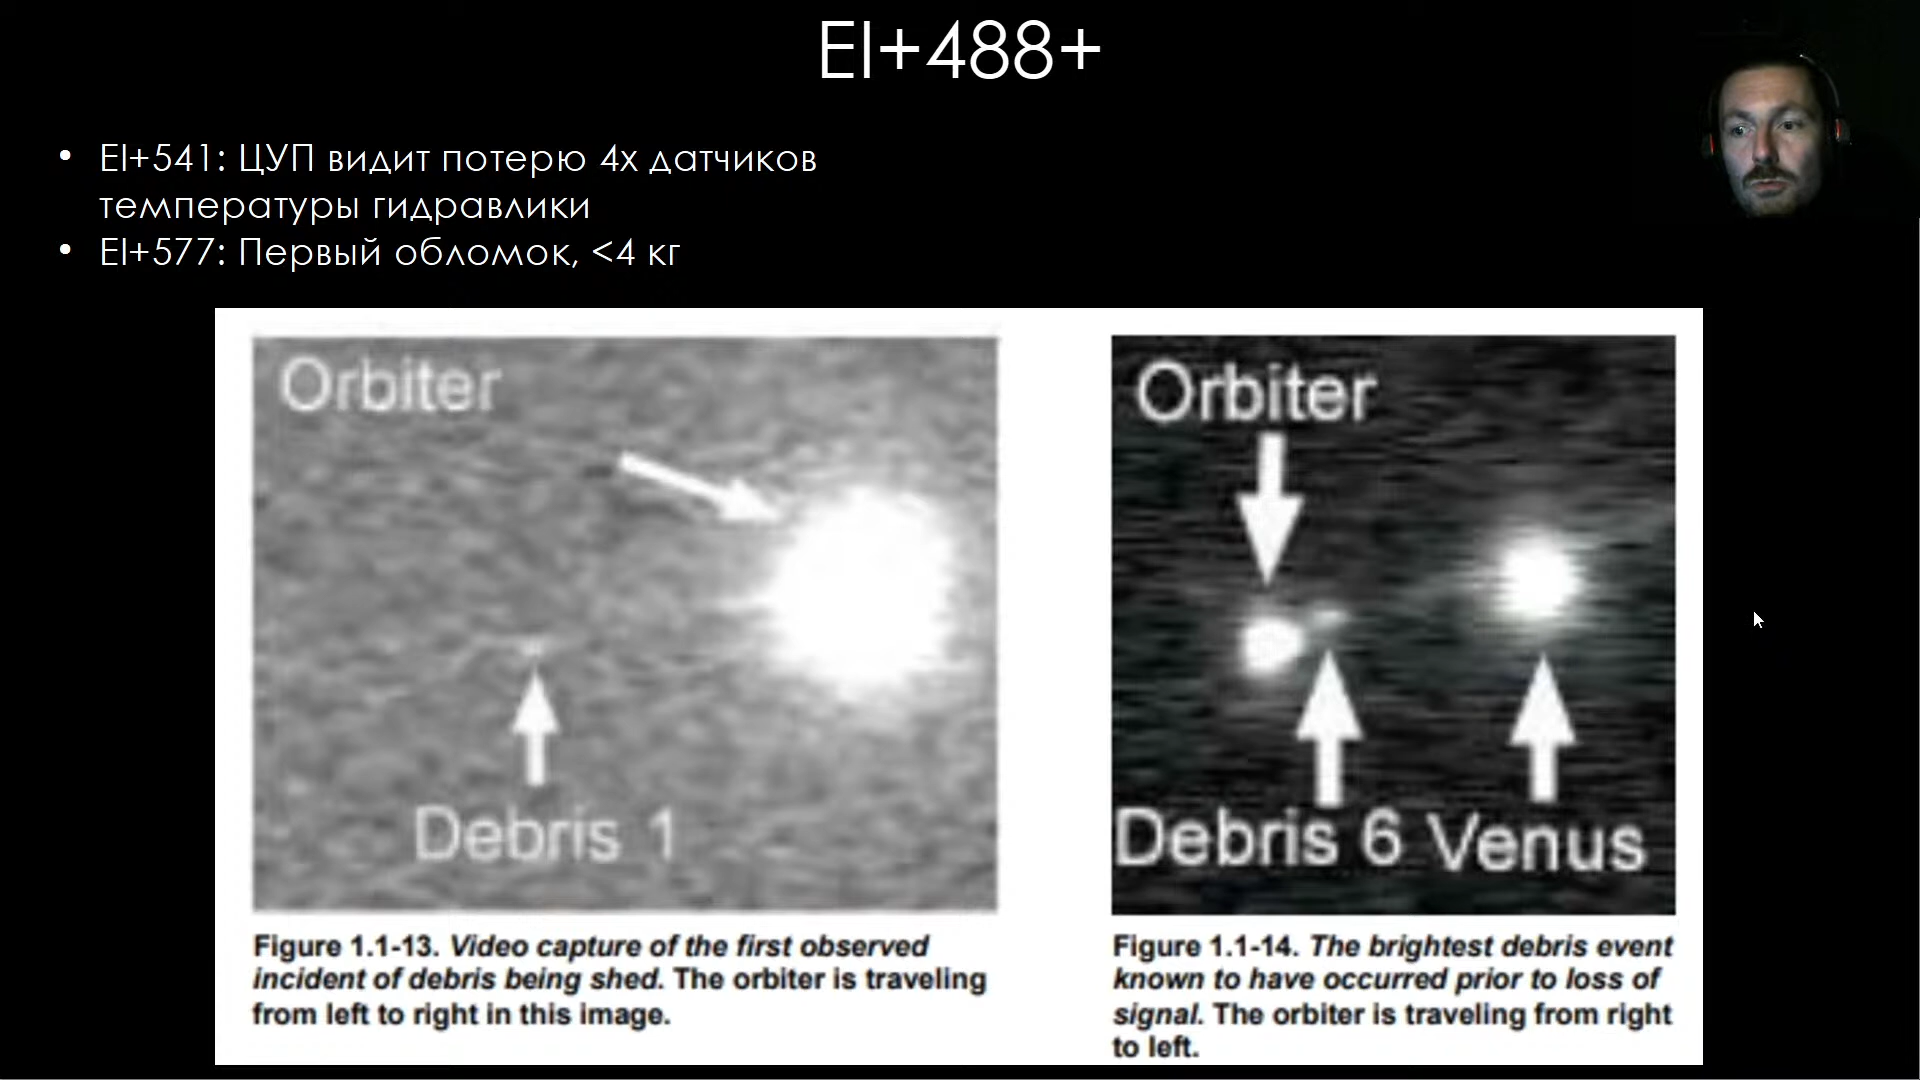 EI+488+
• EI+541: ЦУП видит потерю 4х датчиков
температуры гидравлики
• EI+577: Первый обломок, <4 кг
Orbiter
Debris 1
Orbiter
Debris 6 Venus
Figure 1.1-13. Video capture of the first observed
incident of debris being shed. The orbiter is traveling
from left to right in this image.
Figure 1.1-14. The brightest debris event
known to have occurred prior to loss of
signal. The orbiter is traveling from right
to left.